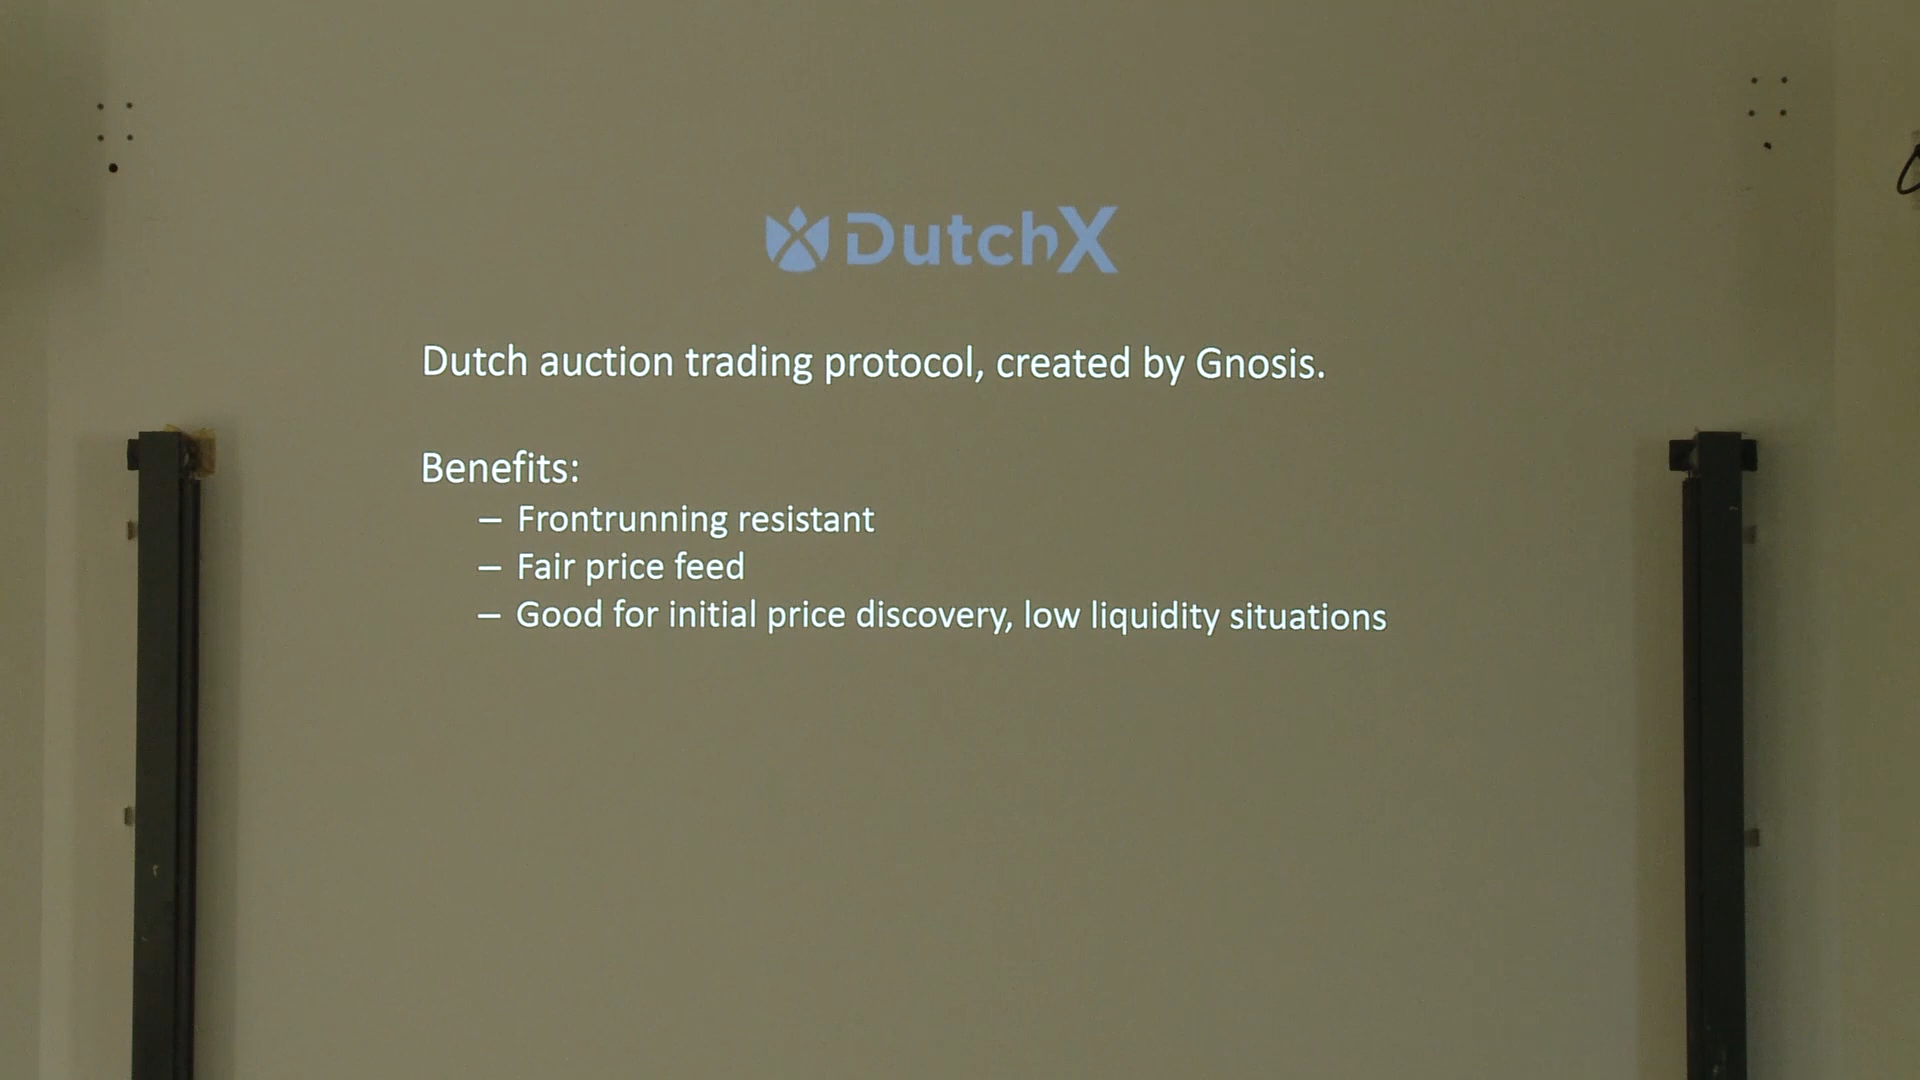 DutchX
Dutch auction trading protocol, created by Gnosis.
Benefits:
– Frontrunning resistant
– Fair price feed
– Good for initial price discovery, low liquidity situations